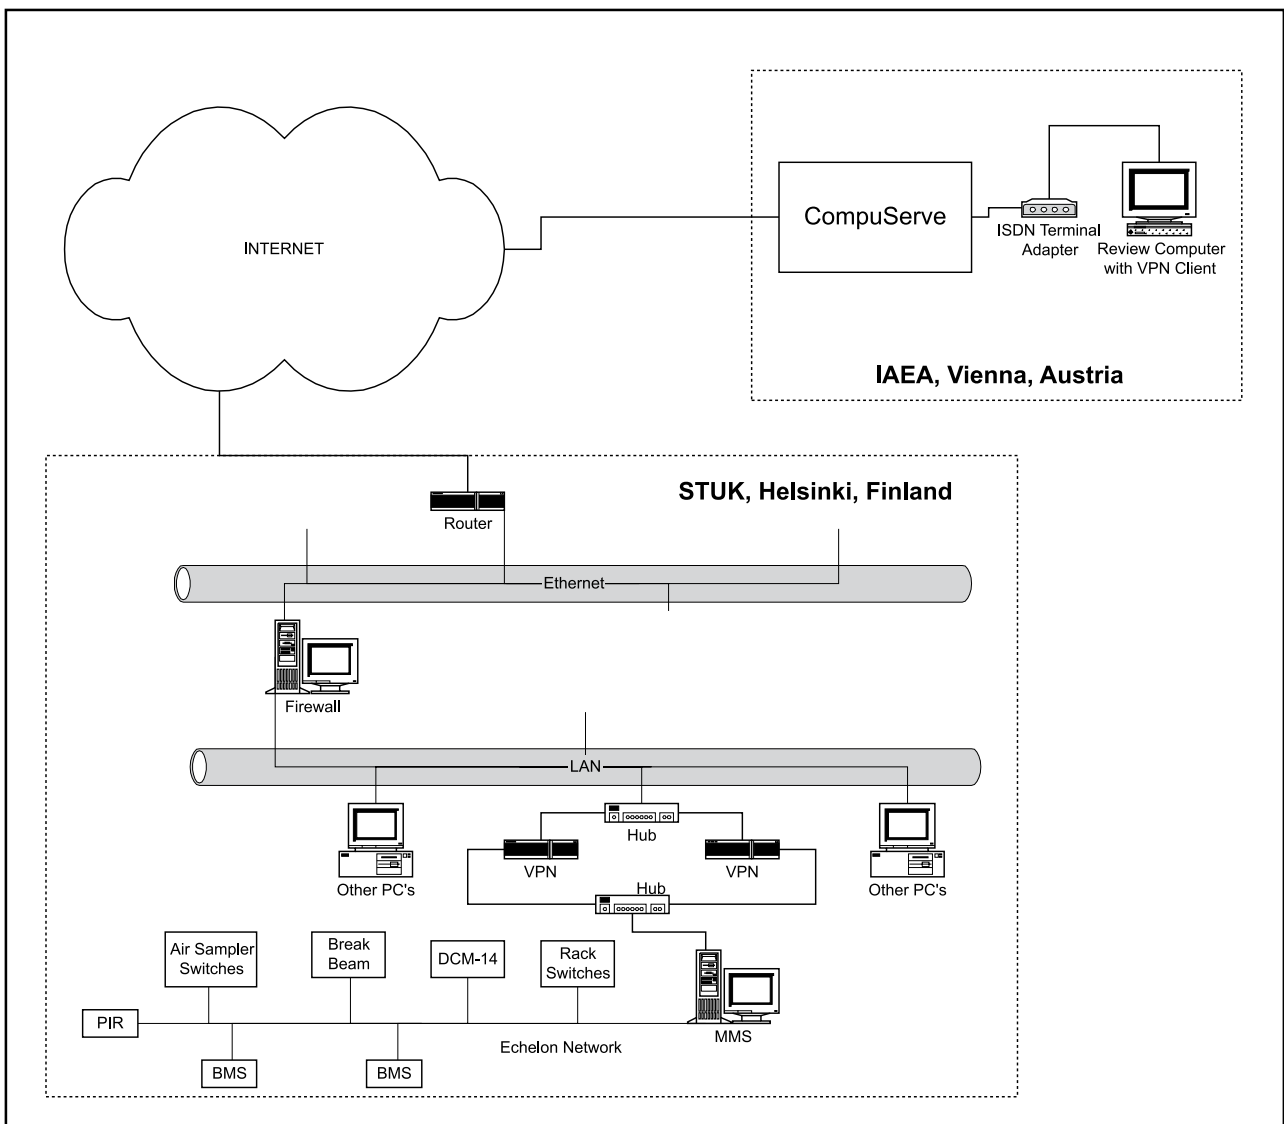 INTERNET
CompuServe
ISDN Terminal
Adapter
Review Computer
with VPN Client
IAEA, Vienna, Austria
STUK, Helsinki, Finland
Router
Ethernet
Firewall
LAN
Hub
VPN
VPN
Other PC's
Hub
Other PC's
Air Sampler
Switches
Break
Beam
DCM-14
Rack
Switches
PIR
MMS
Echelon Network
BMS
BMS